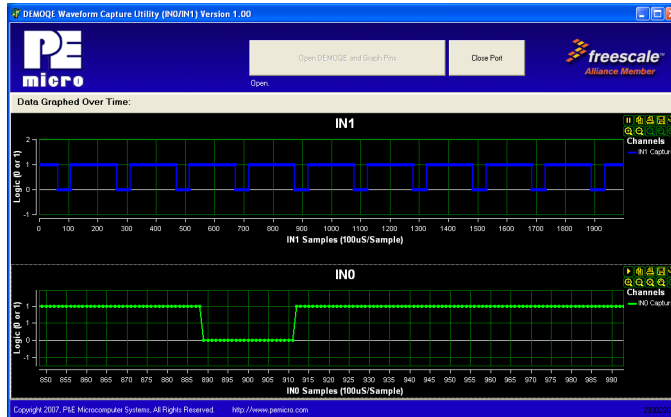 DEMOQE Waveform Capture Utility (IN0/IN1) Version 1.00
PE
micro
Open DEMOQE and Graph Pins
Close Port
freescale™
Alliance Member
Open.
Data Graphed Over Time:
IN1
Channels
IN1 Captur
Logic (0 or 1)
2
1
0
-1
0 100 200 300 400 500 600 700 800 900 1000 1100 1200 1300 1400 1500 1600 1700 1800 1900
IN1 Samples (100uS/Sample)
IN0
Channels
IN0 Captur
Logic (0 or 1)
1
1
0
-1
850 855 860 865 870 875 880 885 890 895 900 905 910 915 920 925 930 935 940 945 950 955 960 965 970 975 980 985 990
IN0 Samples (100uS/Sample)
Copyright 2007, P&E Microcomputer Systems, All Rights Reserved http://www.pemicro.com